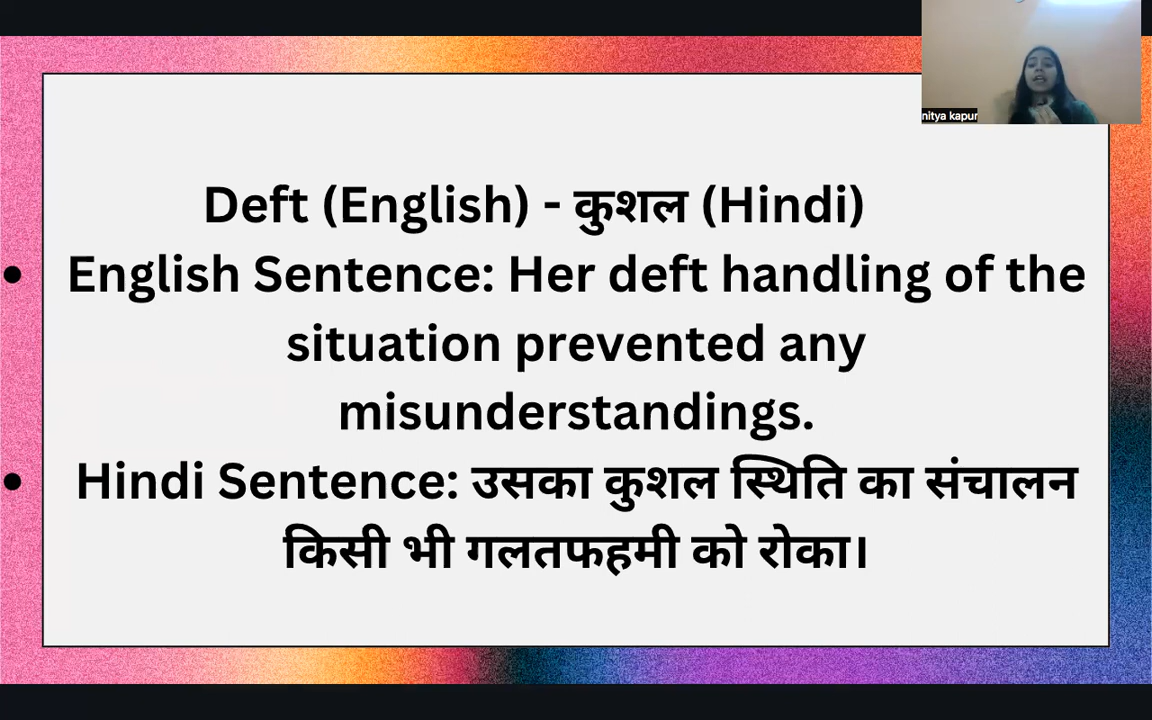 nitya kapur
Deft (English) - कुशल (Hindi)
• English Sentence: Her deft handling of the
situation prevented any
misunderstandings.
• Hindi Sentence: उसका कुशल स्थिति का संचालन
किसी भी गलतफहमी को रोका।